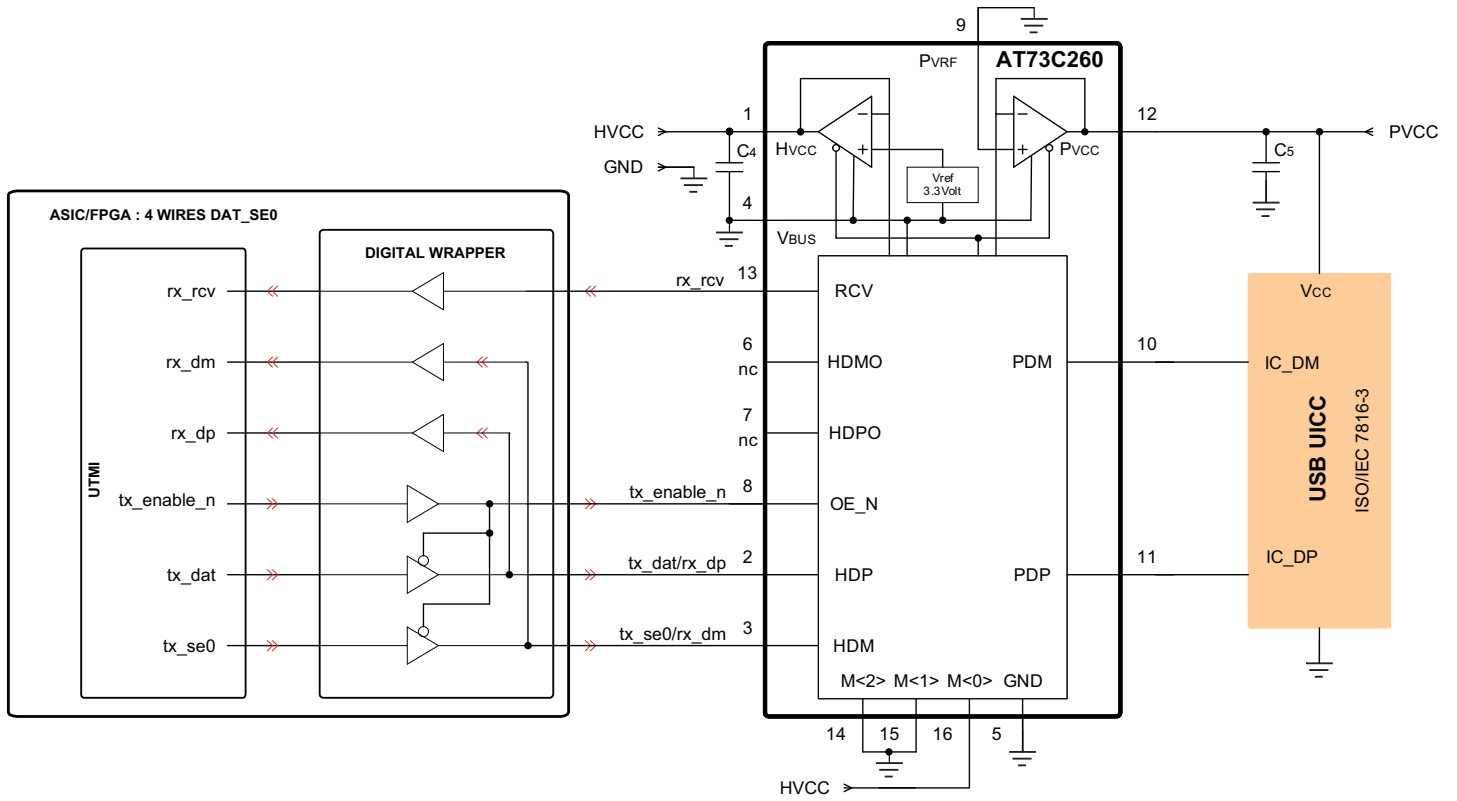 9
PVRF
AT73C260
HVCC
1
12
PVCC
C4
HVCC
PVCC
C5
GND
Vref
3.3Volt
4
VBUS
ASIC/FPGA : 4 WIRES DAT_SE0
DIGITAL WRAPPER
UTMI
rx_rcv
rx_rcv
13
RCV
rx_dm
6
nc
HDMO
PDM
10
rx_dp
7
nc
HDPO
tx_enable_n
tx_enable_n
8
OE_N
tx_dat
tx_dat/rx_dp
2
HDP
PDP
11
tx_se0
tx_se0/rx_dm
3
HDM
VCC
IC_DM
USB UICC
ISO/IEC 7816-3
IC_DP
M<2>
M<1>
M<0>
GND
14
15
16
5
HVCC